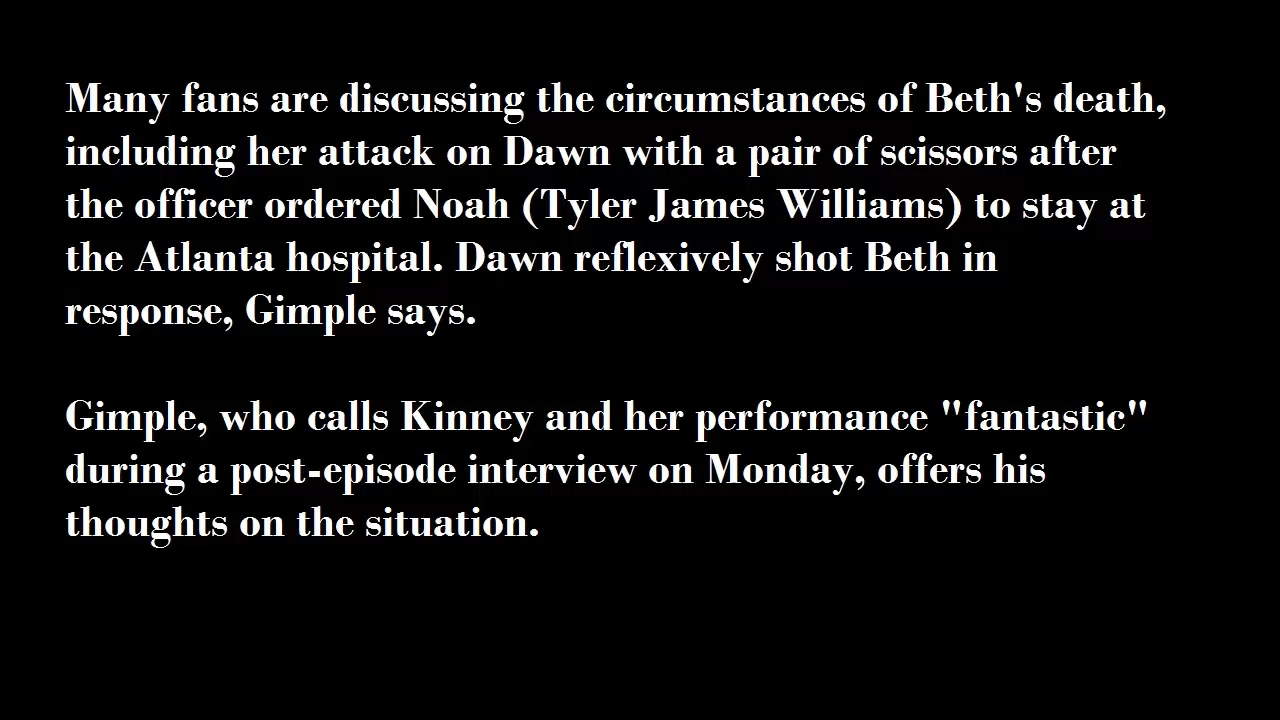 Many fans are discussing the circumstances of Beth's death,
including her attack on Dawn with a pair of scissors after
the officer ordered Noah (Tyler James Williams) to stay at
the Atlanta hospital. Dawn reflexively shot Beth in
response, Gimple says.
Gimple, who calls Kinney and her performance "fantastic"
during a post-episode interview on Monday, offers his
thoughts on the situation.